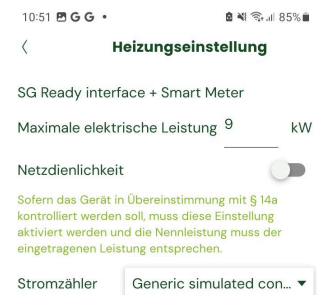 10:51 G G • 85%
Heizungseinstellung
SG Ready interface + Smart Meter
Maximale elektrische Leistung 9 kW
Netzdienlichkeit
Sofern das Gerät in Übereinstimmung mit § 14a
kontrolliert werden soll, muss diese Einstellung
aktiviert werden und die Nennleistung muss der
eingetragenen Leistung entsprechen.
Stromzähler Generic simulated con...